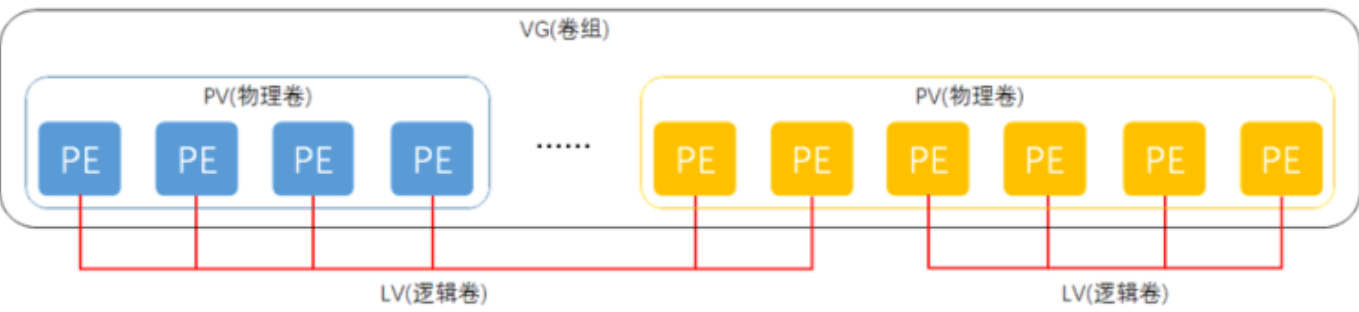 VG(卷组)
PV(物理卷) PV(物理卷)
PE PE PE PE ...... PE PE PE PE PE PE
LV(逻辑卷) LV(逻辑卷)